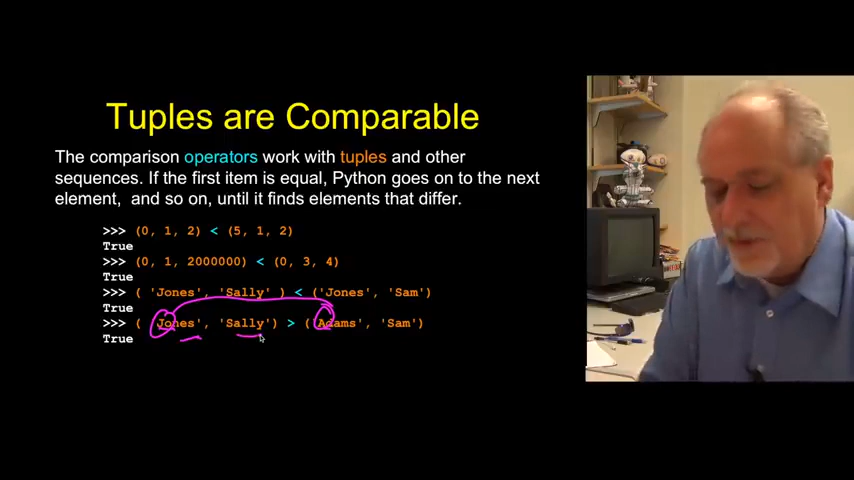 Tuples are Comparable
The comparison operators work with tuples and other
sequences. If the first item is equal, Python goes on to the next
element, and so on, until it finds elements that differ.
>>> (0, 1, 2) < (5, 1, 2)
True
>>> (0, 1, 2000000) < (0, 3, 4)
True
>>> ( 'Jones', 'Sally' ) < ('Jones', 'Sam')
True
>>> ( 'Jones', 'Sally') > ('Adams', 'Sam')
True